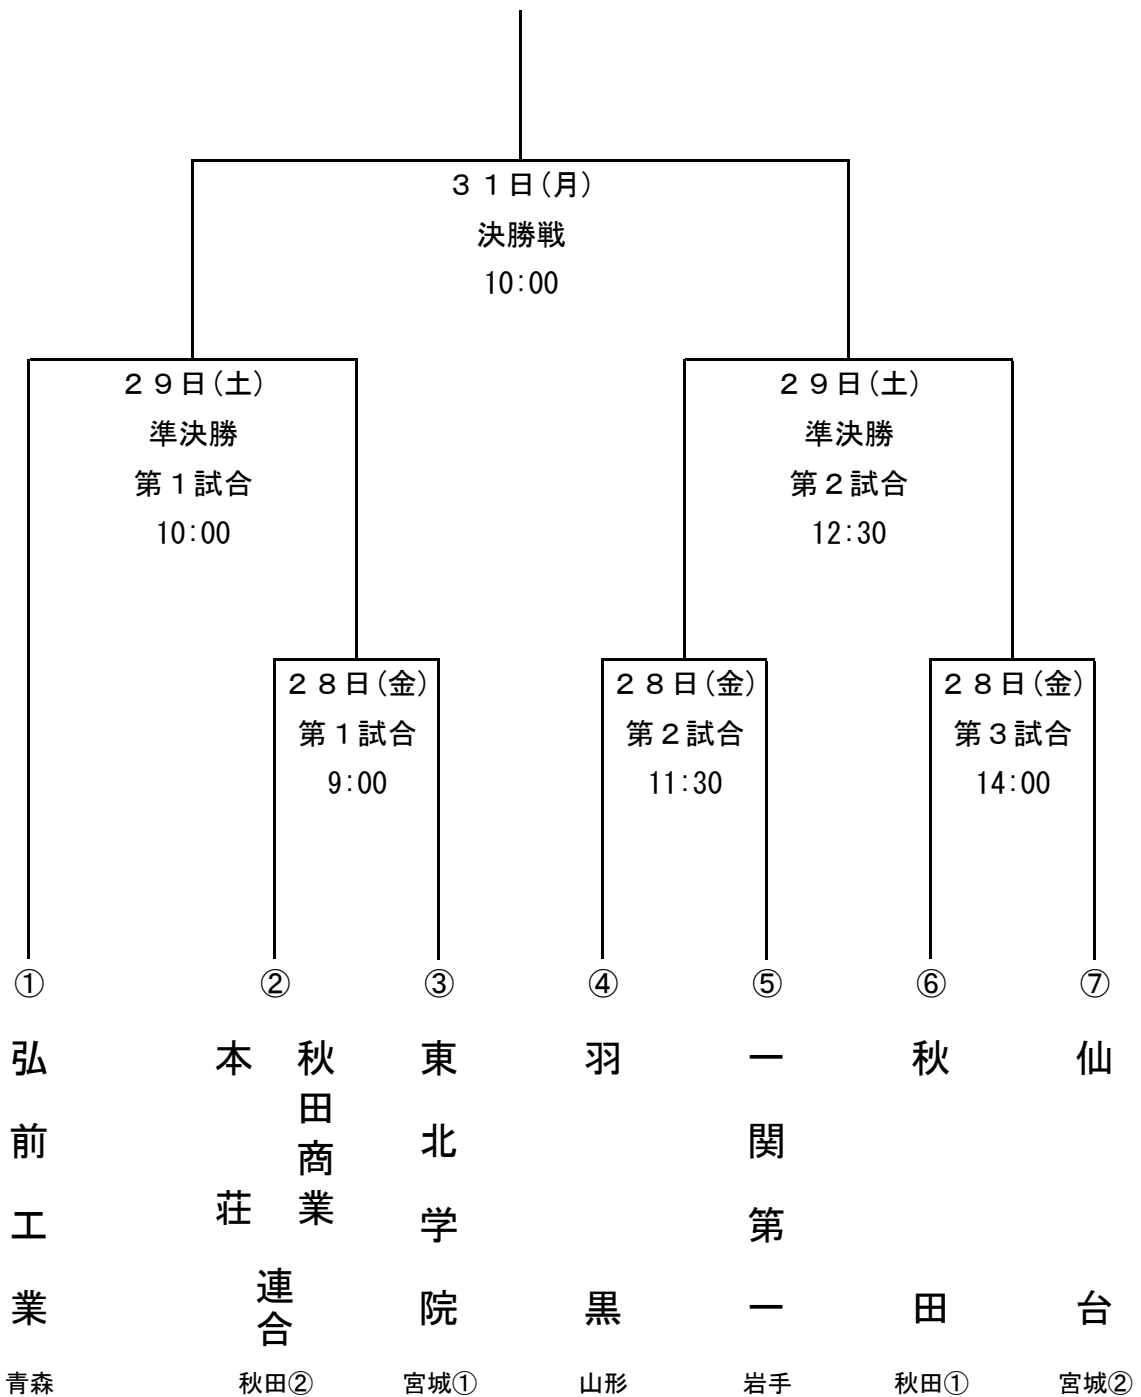 ３１日(月)
決勝戦
10:00
２９日(土)
準決勝
第１試合
10:00
２９日(土)
準決勝
第２試合
12:30
２８日(金)
第１試合
9:00
２８日(金)
第２試合
11:30
２８日(金)
第３試合
14:00
①
②
③
④
⑤
⑥
⑦
弘前工業
秋田商業
本荘
連合
東北学院
羽黒
一関第一
秋田
仙台
青森
秋田②
宮城①
山形
岩手
秋田①
宮城②